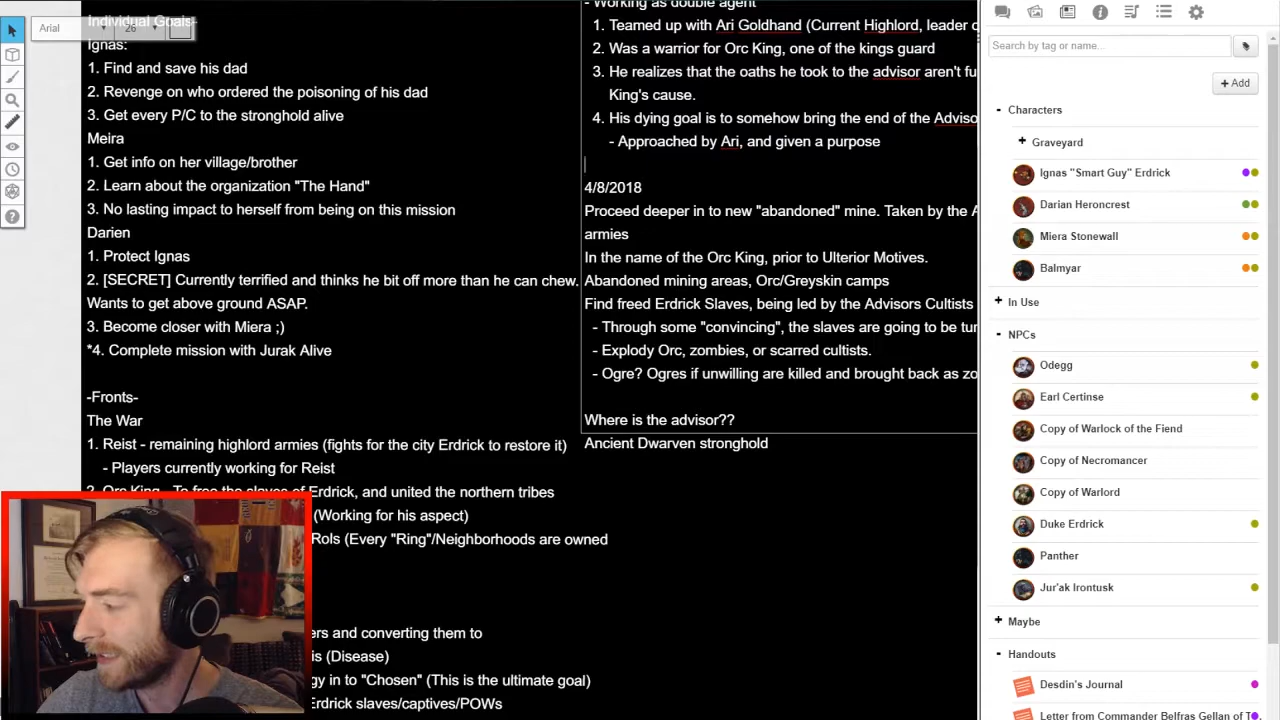 Individual Goals-
Arial
26
Ignas:
1. Find and save his dad
2. Revenge on who ordered the poisoning of his dad
3. Get every P/C to the stronghold alive
Meira
1. Get info on her village/brother
2. Learn about the organization "The Hand"
3. No lasting impact to herself from being on this mission
Darien
1. Protect Ignas
2. [SECRET] Currently terrified and thinks he bit off more than he can chew.
Wants to get above ground ASAP.
3. Become closer with Miera ;)
*4. Complete mission with Jurak Alive
-Fronts-
The War
1. Reist - remaining highlord armies (fights for the city Erdrick to restore it)
- Players currently working for Reist
2. Orc King - To free the slaves of Erdrick, and united the northern tribes
(Working for his aspect)
Rols (Every "Ring"/Neighborhoods are owned
ers and converting them to
is (Disease)
gy in to "Chosen" (This is the ultimate goal)
Erdrick slaves/captives/POWs
- Working as double agent
1. Teamed up with Ari Goldhand (Current Highlord, leader
2. Was a warrior for Orc King, one of the kings guard
3. He realizes that the oaths he took to the advisor aren't fu
King's cause.
4. His dying goal is to somehow bring the end of the Adviso
- Approached by Ari, and given a purpose
4/8/2018
Proceed deeper in to new "abandoned" mine. Taken by the A
armies
In the name of the Orc King, prior to Ulterior Motives.
Abandoned mining areas, Orc/Greyskin camps
Find freed Erdrick Slaves, being led by the Advisors Cultists
- Through some "convincing", the slaves are going to be tur
- Explody Orc, zombies, or scarred cultists.
- Ogre? Ogres if unwilling are killed and brought back as zo
Where is the advisor??
Ancient Dwarven stronghold
Search by tag or name...
+ Add
- Characters
+ Graveyard
Ignas "Smart Guy" Erdrick
Darian Heroncrest
Miera Stonewall
Balmyar
+ In Use
- NPCs
Odegg
Earl Certinse
Copy of Warlock of the Fiend
Copy of Necromancer
Copy of Warlord
Duke Erdrick
Panther
Jur'ak Irontusk
+ Maybe
- Handouts
Desdin's Journal
Letter from Commander Belfras Gellan of T...